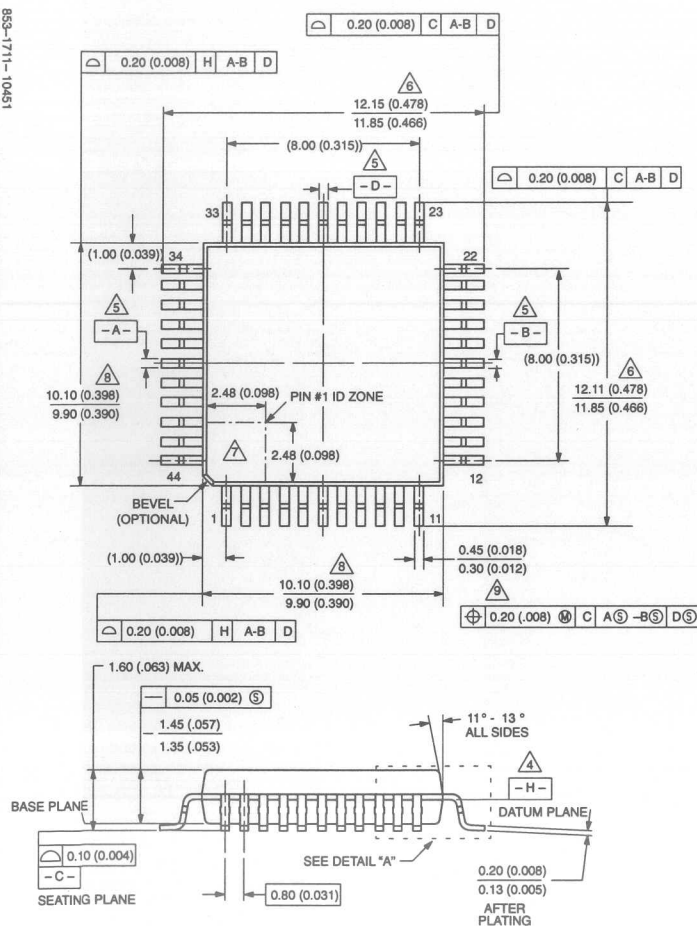 853-1711- 10451
⌓ 0.20 (0.008) C A-B D
⌓ 0.20 (0.008) H A-B D
6
12.15 (0.478)
11.85 (0.466)
(8.00 (0.315))
5
- D -
⌓ 0.20 (0.008) C A-B D
33
23
(1.00 (0.039))
34
22
5
- A -
5
- B -
(8.00 (0.315))
6
12.11 (0.478)
11.85 (0.466)
8
10.10 (0.398)
9.90 (0.390)
2.48 (0.098)
PIN #1 ID ZONE
7
2.48 (0.098)
44
12
BEVEL
(OPTIONAL)
1
11
(1.00 (0.039))
0.45 (0.018)
0.30 (0.012)
8
10.10 (0.398)
9.90 (0.390)
9
⌖ 0.20 (.008) Ⓜ C AⓈ –BⓈ DⓈ
⌓ 0.20 (0.008) H A-B D
1.60 (.063) MAX.
— 0.05 (0.002) Ⓢ
1.45 (.057)
1.35 (.053)
11° - 13 °
ALL SIDES
4
- H -
BASE PLANE
DATUM PLANE
⌓ 0.10 (0.004)
- C -
SEATING PLANE
SEE DETAIL "A"
0.80 (0.031)
0.20 (0.008)
0.13 (0.005)
AFTER
PLATING